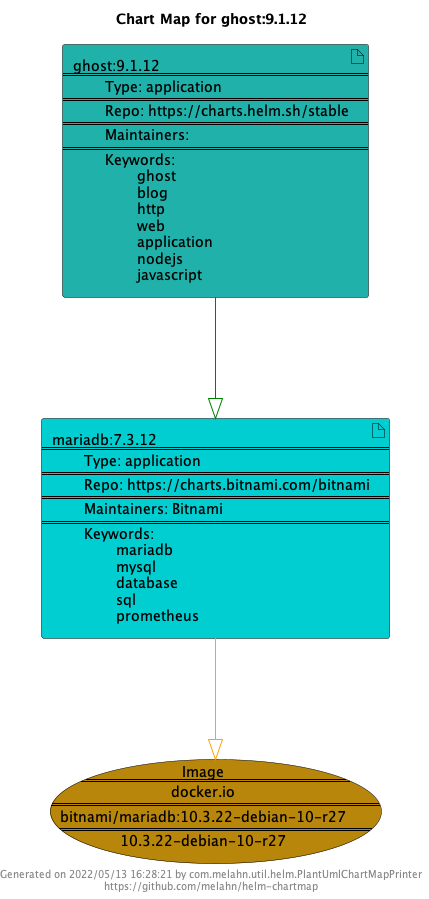 Chart Map for ghost:9.1.12
ghost:9.1.12
Type: application
Repo: https://charts.helm.sh/stable
Maintainers:
Keywords:
ghost
blog
http
web
application
nodejs
javascript
mariadb:7.3.12
Type: application
Repo: https://charts.bitnami.com/bitnami
Maintainers: Bitnami
Keywords:
mariadb
mysql
database
sql
prometheus
Image
docker.io
bitnami/mariadb:10.3.22-debian-10-r27
10.3.22-debian-10-r27
Generated on 2022/05/13 16:28:21 by com.melahn.util.helm.PlantUmlChartMapPrinter
https://github.com/melahn/helm-chartmap